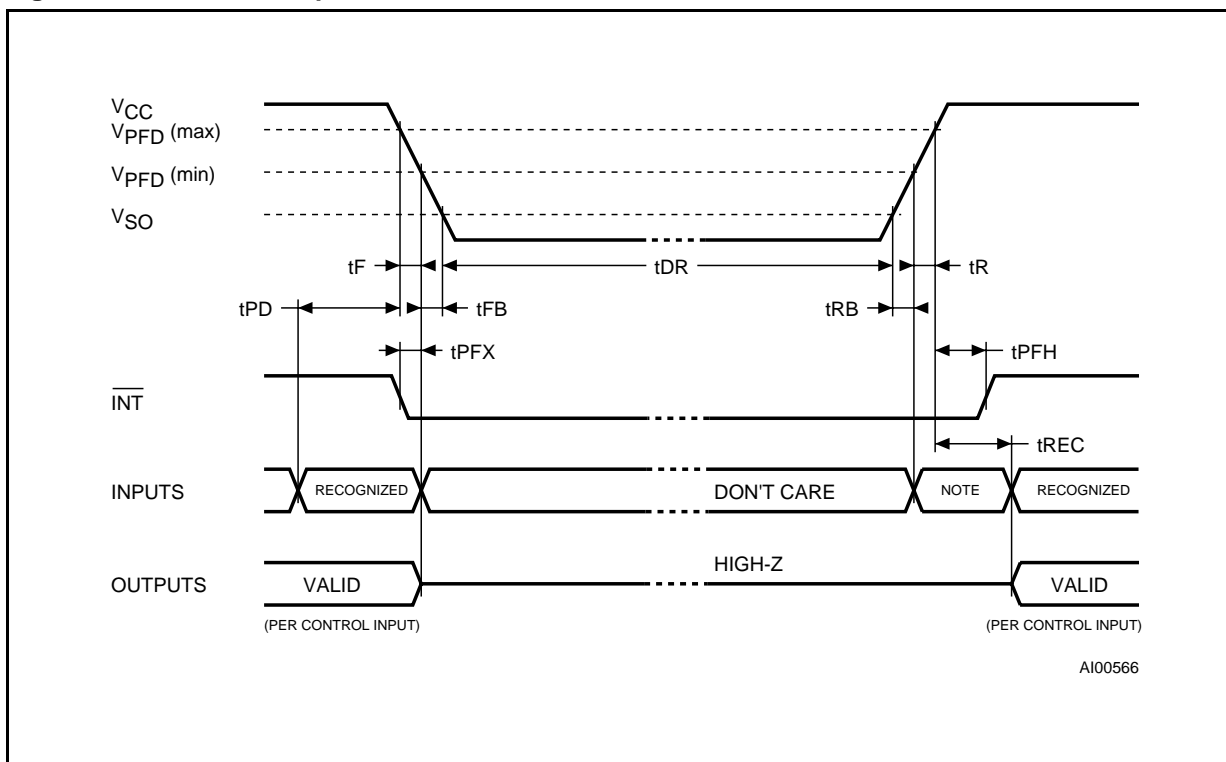 VCC
VPFD (max)
VPFD (min)
VSO
tF
tDR
tR
tPD
tFB
tRB
tPFX
tPFH
INT
tREC
INPUTS
RECOGNIZED
DON'T CARE
NOTE
RECOGNIZED
HIGH-Z
OUTPUTS
VALID
VALID
(PER CONTROL INPUT)
(PER CONTROL INPUT)
AI00566